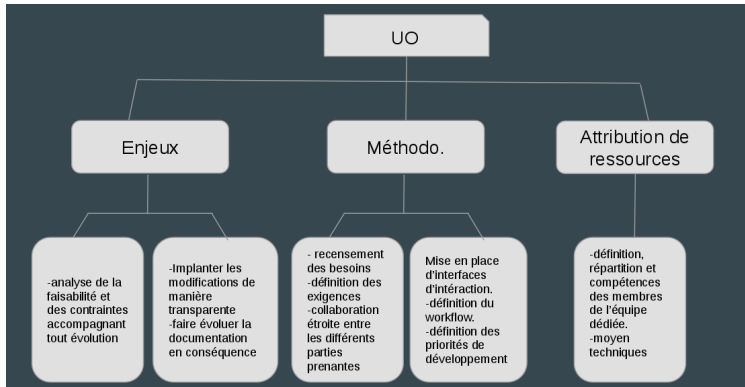 UO
Enjeux
Méthodo.
Attribution de
ressources
-analyse de la
faisabilité et
des contraintes
accompagnant
tout évolution
-Implanter les
modifications de
manière
transparente
-faire évoluer la
documentation
en conséquence
- recensement
des besoins
-définition des
exigences
-collaboration
étroite entre
les différents
parties
prenantes
Mise en place
d'interfaces
d'intéraction.
-définition du
workflow.
-définition des
priorités de
développement
-définition,
répartition et
compétences
des membres
de l'équipe
dédiée.
-moyen
techniques